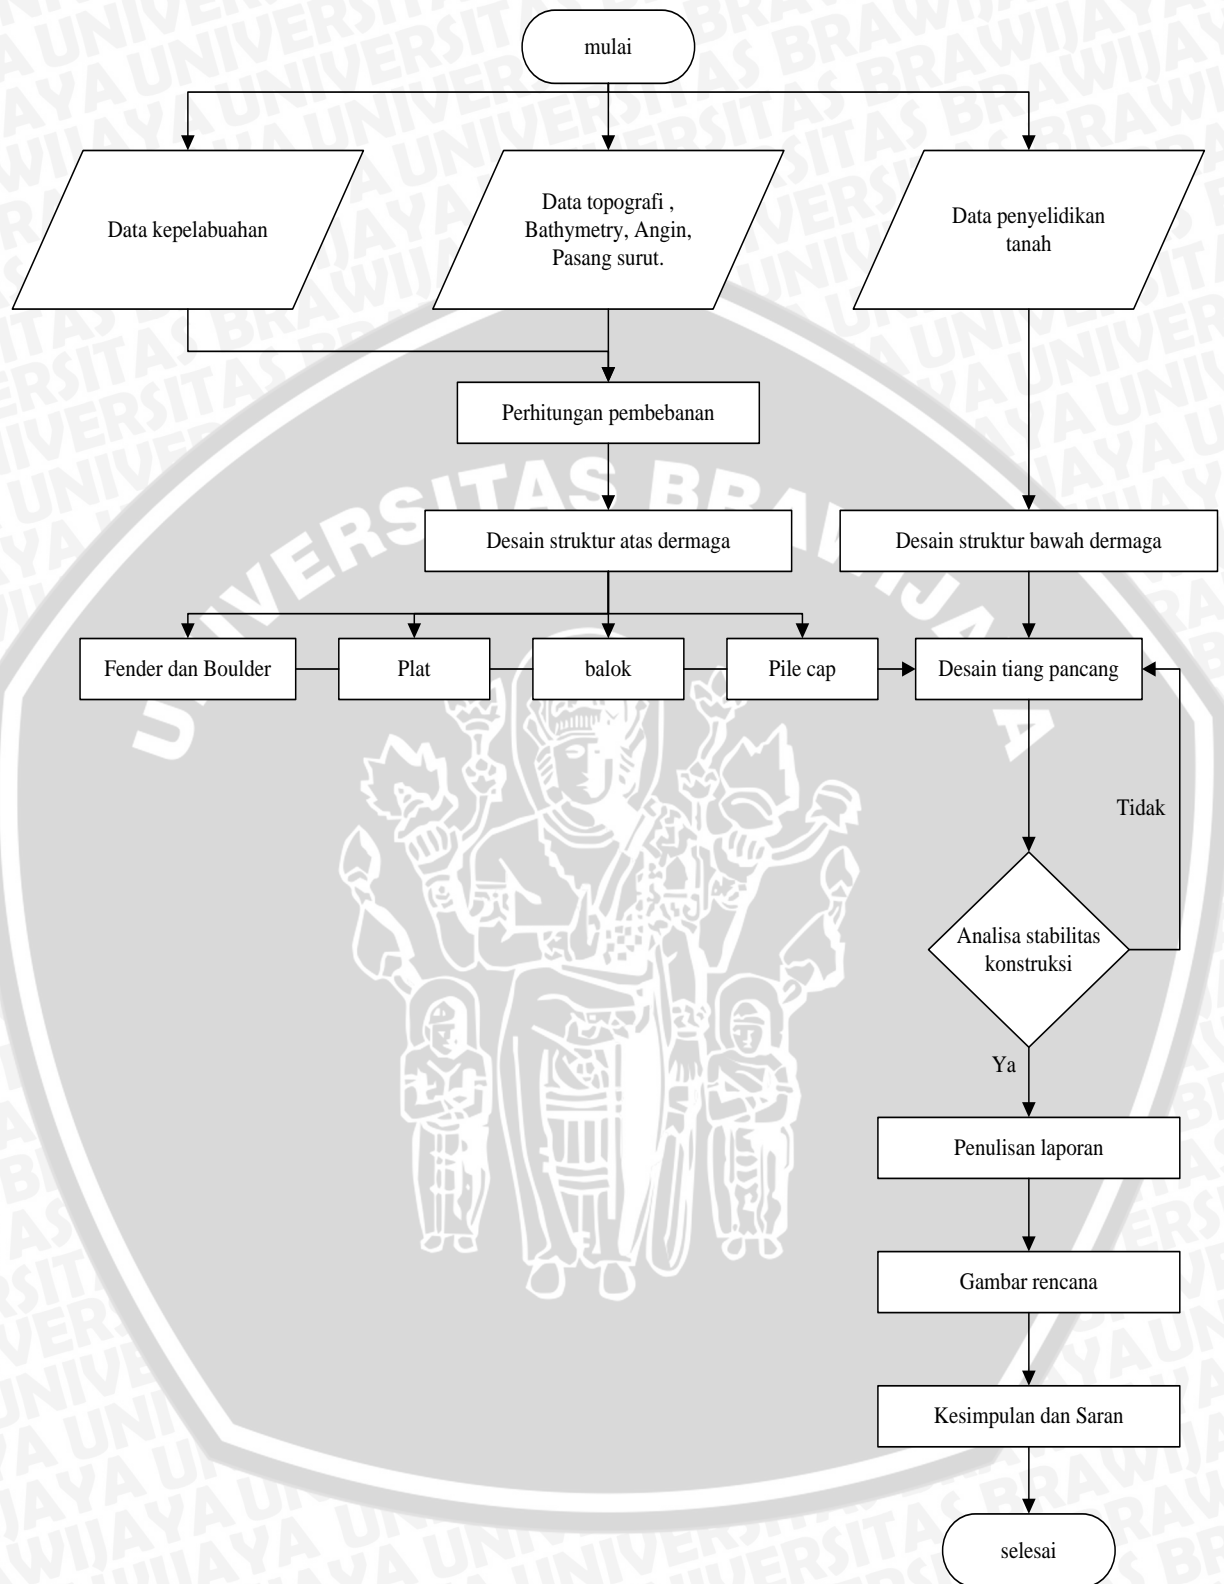 mulai
Data kepelabuahan
Data topografi ,
Bathymetry, Angin,
Pasang surut.
Data penyelidikan
tanah
Perhitungan pembebanan
Desain struktur atas dermaga
Desain struktur bawah dermaga
Fender dan Boulder
Plat
balok
Pile cap
Desain tiang pancang
Tidak
Analisa stabilitas
konstruksi
Ya
Penulisan laporan
Gambar rencana
Kesimpulan dan Saran
selesai
UNIVERSITAS BRAWIJAYA